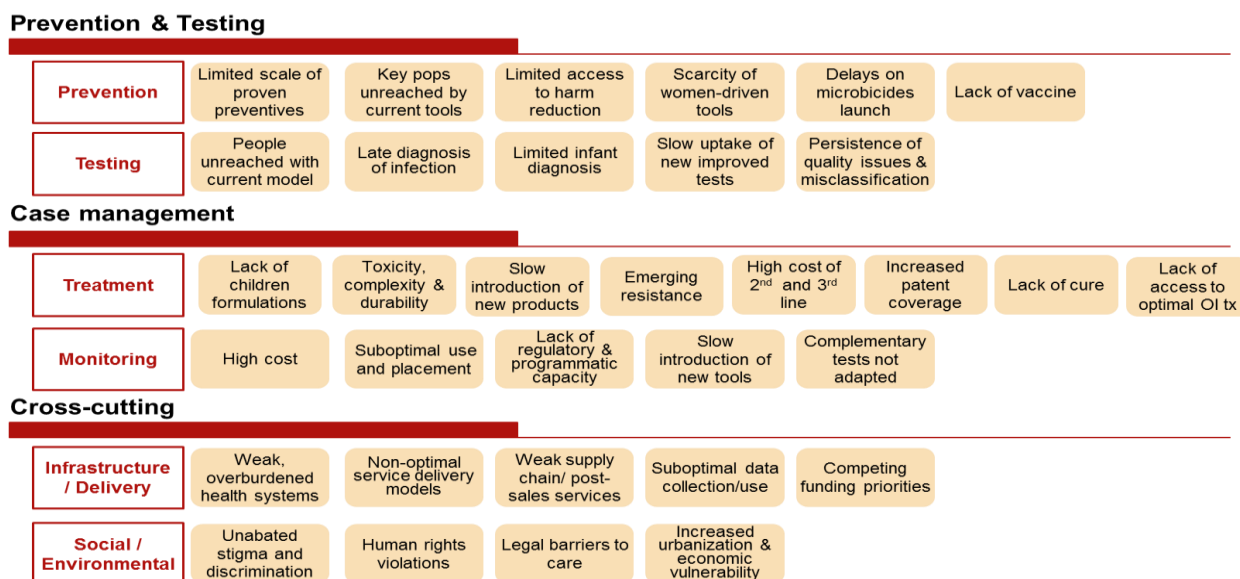 Prevention & Testing
Prevention
Limited scale of
proven
preventives
Key pops
unreached by
current tools
Limited access
to harm
reduction
Scarcity of
women-driven
tools
Delays on
microbicides
launch
Lack of vaccine
Testing
People
unreached with
current model
Late diagnosis
of infection
Limited infant
diagnosis
Slow uptake of
new improved
tests
Persistence of
quality issues &
misclassification
Case management
Treatment
Lack of
children
formulations
Toxicity,
complexity &
durability
Slow
introduction of
new products
Emerging
resistance
High cost of
2nd and 3rd
line
Increased
patent
coverage
Lack of cure
Lack of
access to
optimal OI tx
Monitoring
High cost
Suboptimal use
and placement
Lack of
regulatory &
programmatic
capacity
Slow
introduction of
new tools
Complementary
tests not
adapted
Cross-cutting
Infrastructure
/ Delivery
Weak,
overburdened
health systems
Non-optimal
service delivery
models
Weak supply
chain/ post-
sales services
Suboptimal data
collection/use
Competing
funding priorities
Social /
Environmental
Unabated
stigma and
discrimination
Human rights
violations
Legal barriers to
care
Increased
urbanization &
economic
vulnerability